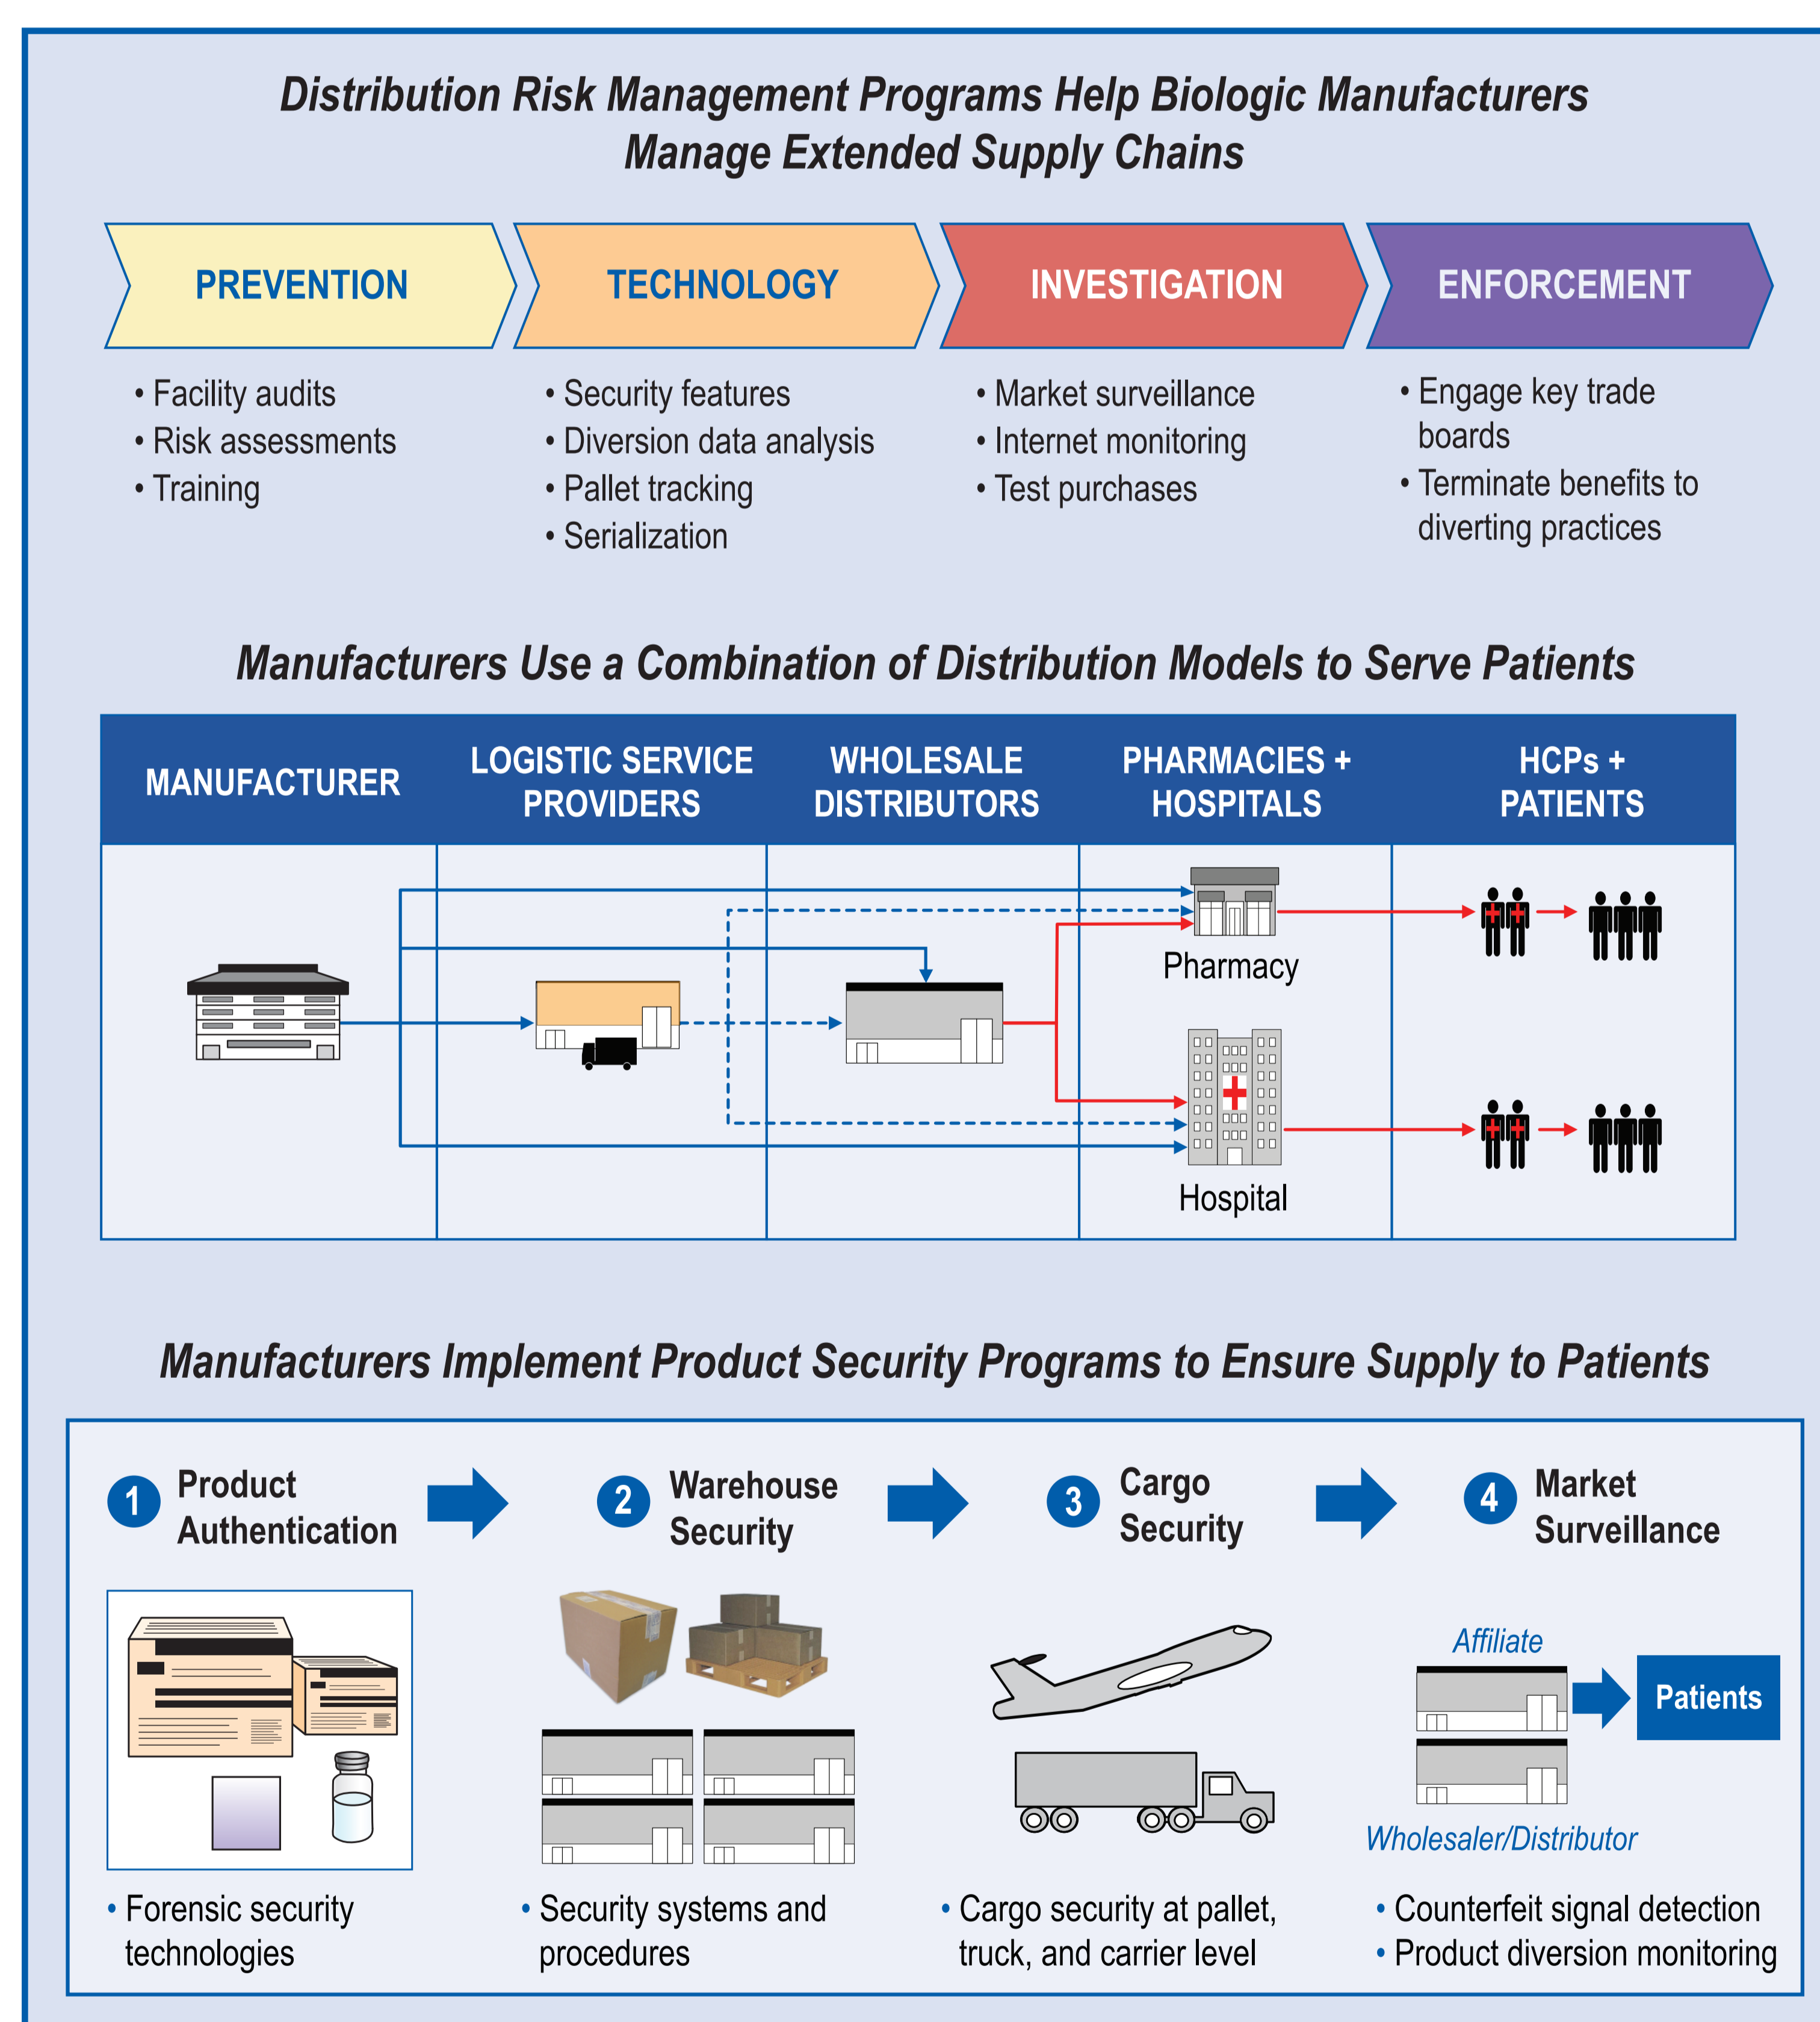 Distribution Risk Management Programs Help Biologic Manufacturers
Manage Extended Supply Chains
PREVENTION
• Facility audits
• Risk assessments
• Training
TECHNOLOGY
• Security features
• Diversion data analysis
• Pallet tracking
• Serialization
INVESTIGATION
• Market surveillance
• Internet monitoring
• Test purchases
ENFORCEMENT
• Engage key trade
boards
• Terminate benefits to
diverting practices
Manufacturers Use a Combination of Distribution Models to Serve Patients
MANUFACTURER
LOGISTIC SERVICE
PROVIDERS
WHOLESALE
DISTRIBUTORS
PHARMACIES +
HOSPITALS
HCPs +
PATIENTS
Pharmacy
Hospital
Manufacturers Implement Product Security Programs to Ensure Supply to Patients
1 Product
Authentication
• Forensic security
technologies
2 Warehouse
Security
• Security systems and
procedures
3 Cargo
Security
• Cargo security at pallet,
truck, and carrier level
4 Market
Surveillance
Affiliate
Patients
Wholesaler/Distributor
• Counterfeit signal detection
• Product diversion monitoring